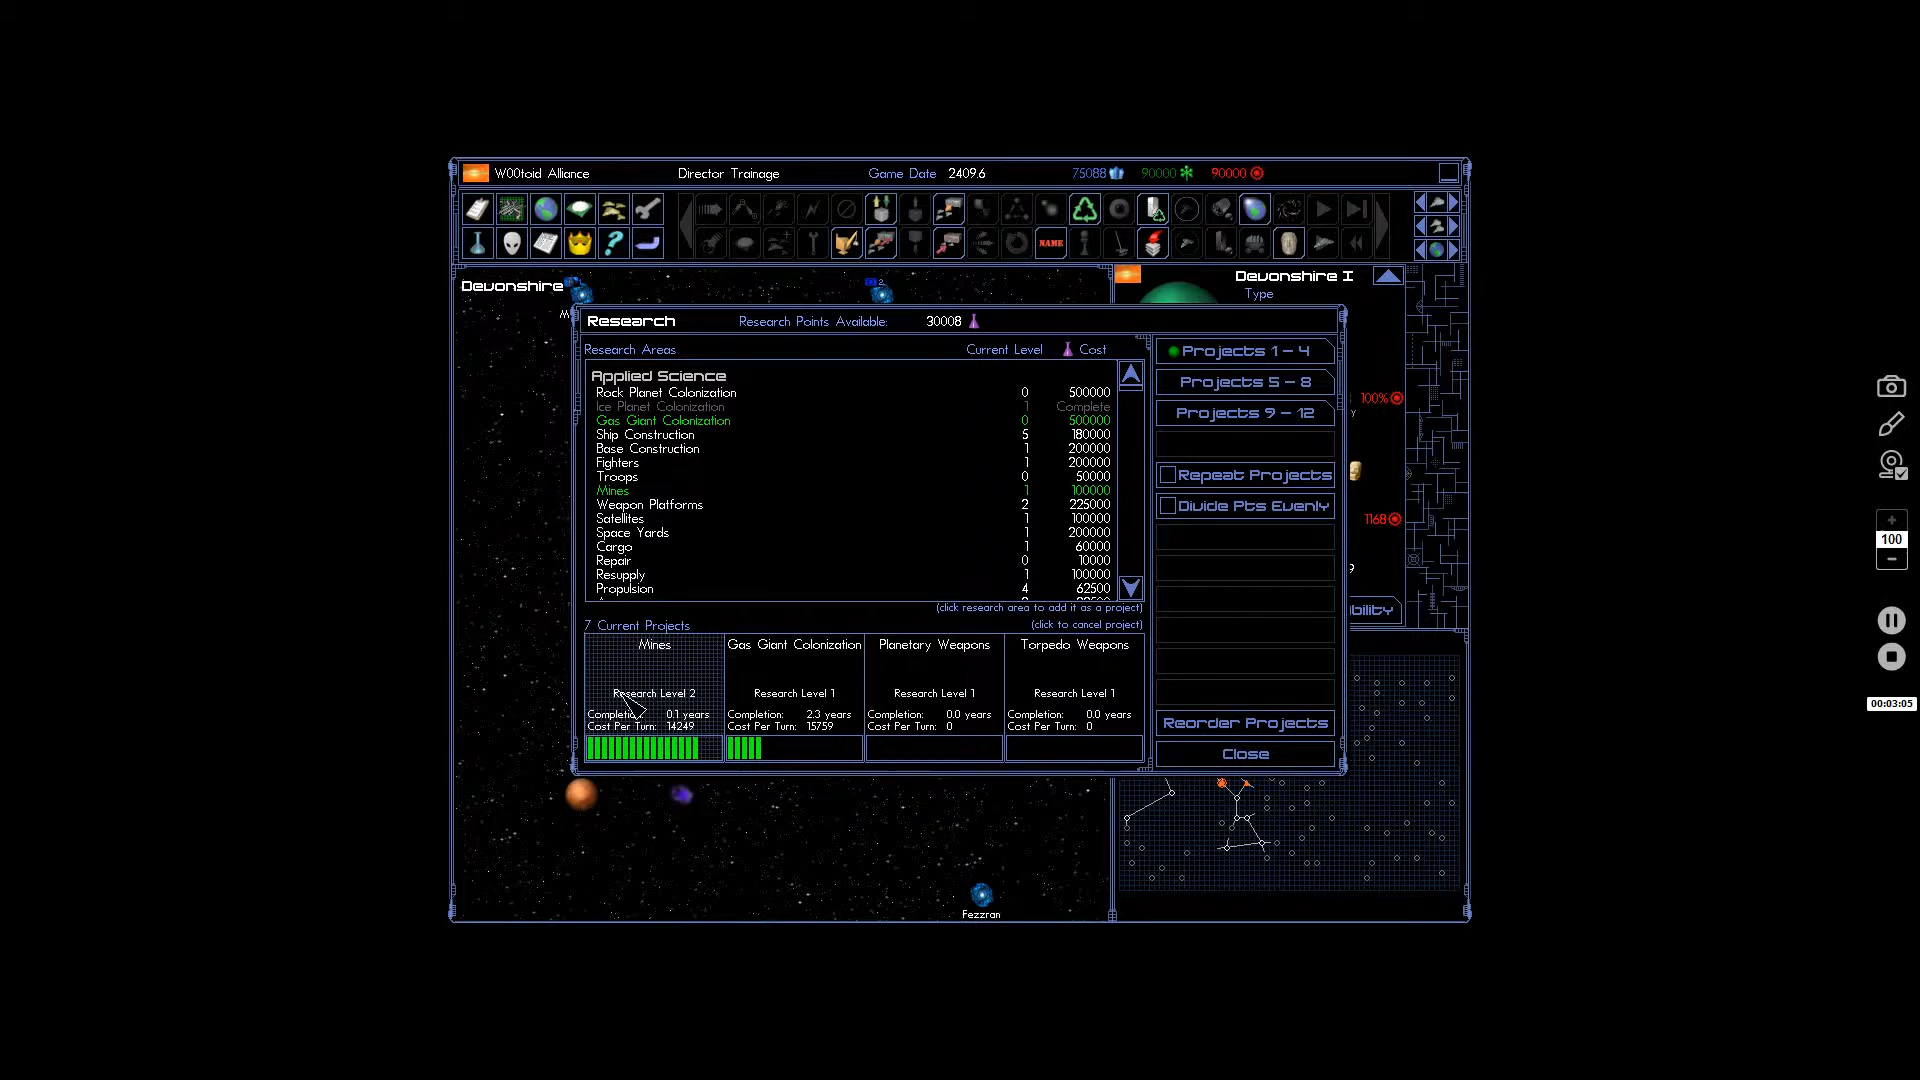 W00toid Alliance Director Trainage Game Date 2409.6 75088 90000 90000
NAME
Devonshire
2
Devonshire I
Type
M
Research Research Points Available: 30008
Research Areas Current Level Cost
Applied Science
Rock Planet Colonization 0 500000
Ice Planet Colonization 1 Complete
Gas Giant Colonization 0 500000
Ship Construction 5 180000
Base Construction 1 200000
Fighters 1 200000
Troops 0 50000
Mines 1 100000
Weapon Platforms 2 225000
Satellites 1 100000
Space Yards 1 200000
Cargo 1 60000
Repair 0 10000
Resupply 1 100000
Propulsion 4 62500
(click research area to add it as a project)
7 Current Projects (click to cancel project)
Mines
Research Level 2
Completion: 0.1 years
Cost Per Turn: 14249
Gas Giant Colonization
Research Level 1
Completion: 2.3 years
Cost Per Turn: 15759
Planetary Weapons
Research Level 1
Completion: 0.0 years
Cost Per Turn: 0
Torpedo Weapons
Research Level 1
Completion: 0.0 years
Cost Per Turn: 0
Projects 1 - 4
Projects 5 - 8
Projects 9 - 12
Repeat Projects
Divide Pts Evenly
Reorder Projects
Close
100%
y
1168
9
ibility
Fezzran
+
100
-
00:03:05